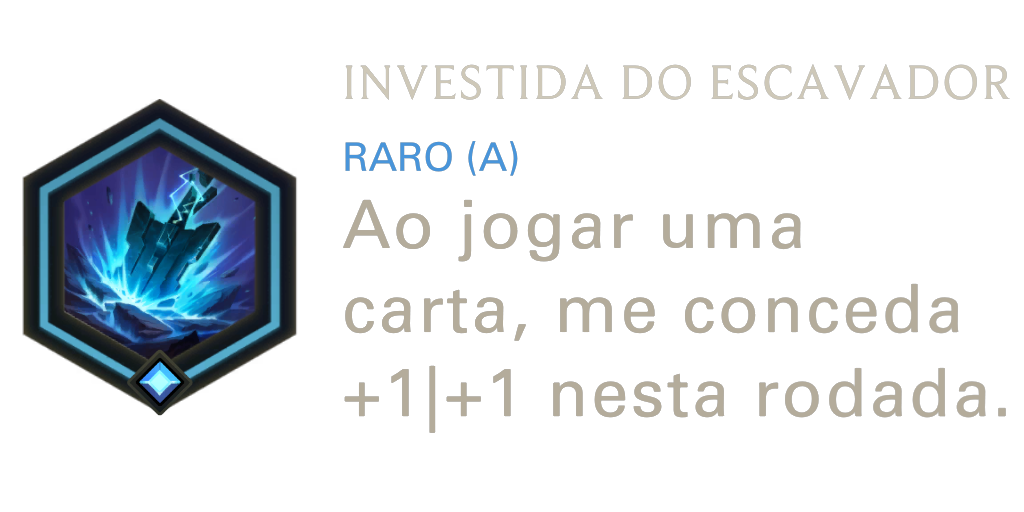 INVESTIDA DO ESCAVADOR
RARO (A)
Ao jogar uma
carta, me conceda
+1|+1 nesta rodada.